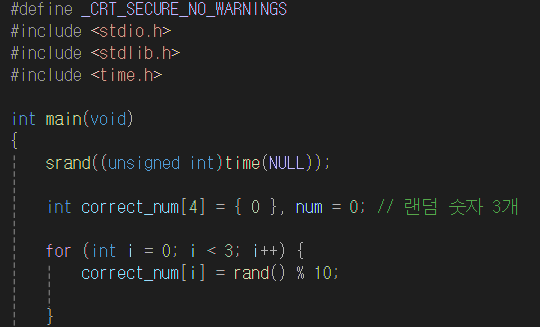 #define _CRT_SECURE_NO_WARNINGS
#include <stdio.h>
#include <stdlib.h>
#include <time.h>
int main(void)
{
srand((unsigned int)time(NULL));
int correct_num[4] = { 0 }, num = 0; // 랜덤 숫자 3개
for (int i = 0; i < 3; i++) {
correct_num[i] = rand() % 10;
}